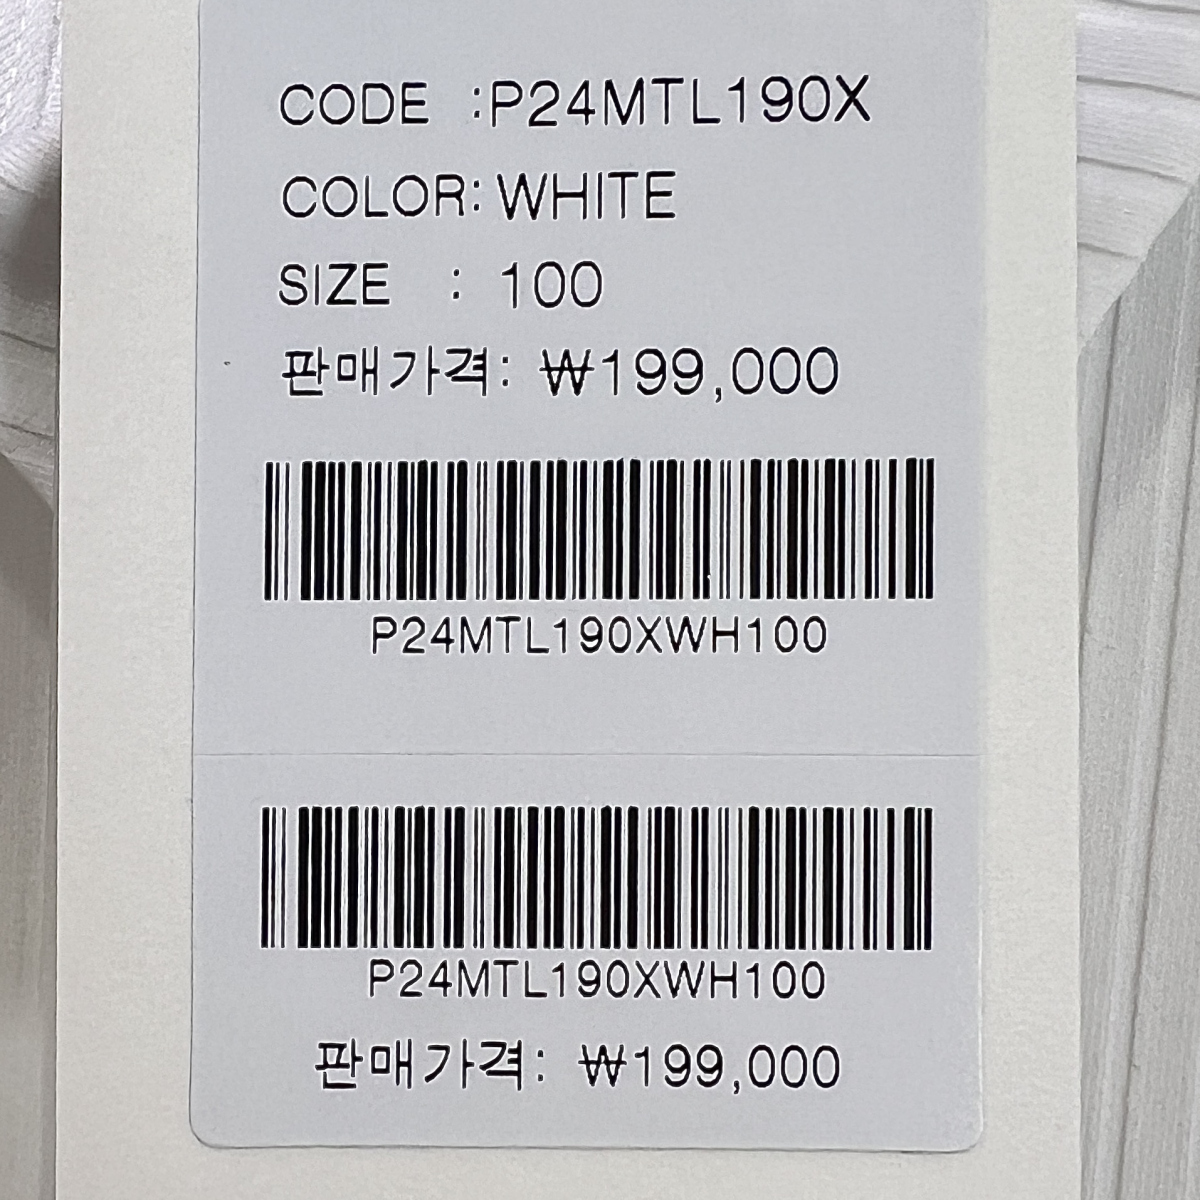 CODE :P24MTL190X
COLOR: WHITE
SIZE : 100
판매가격: ₩199,000
P24MTL190XWH100
P24MTL190XWH100
판매가격: ₩199,000